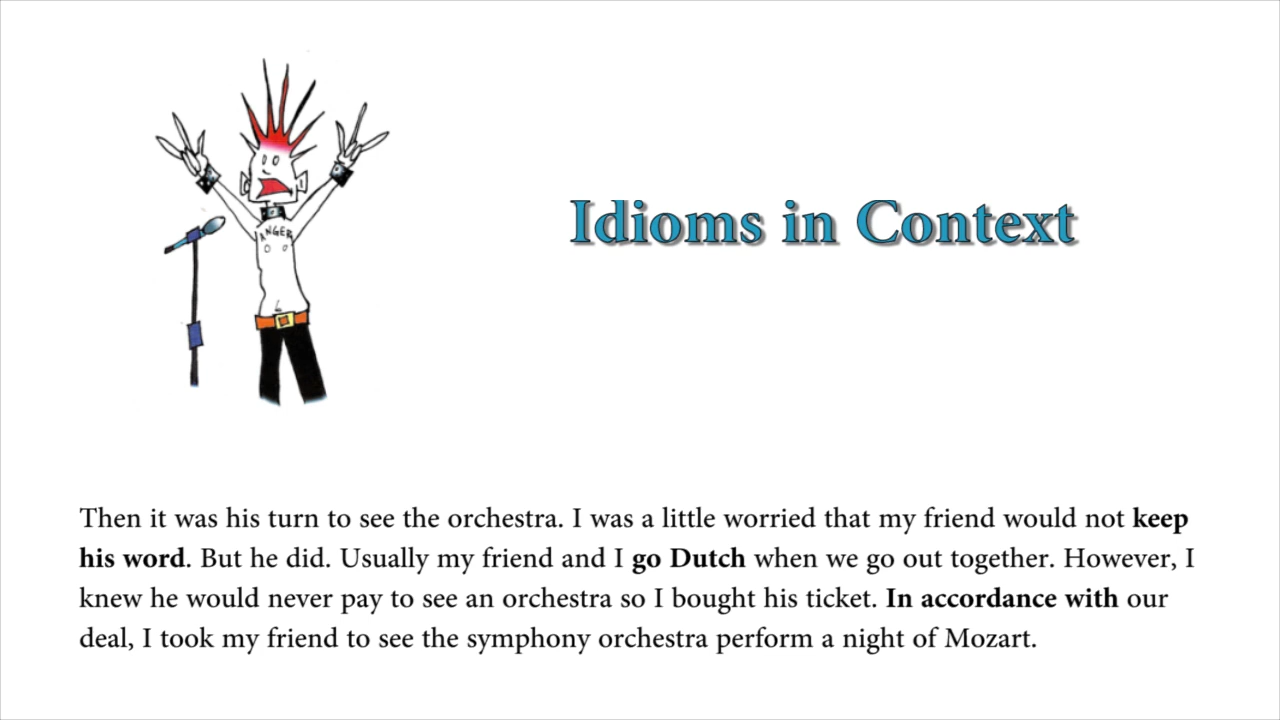 ANGER
Idioms in Context
Then it was his turn to see the orchestra. I was a little worried that my friend would not keep
his word. But he did. Usually my friend and I go Dutch when we go out together. However, I
knew he would never pay to see an orchestra so I bought his ticket. In accordance with our
deal, I took my friend to see the symphony orchestra perform a night of Mozart.